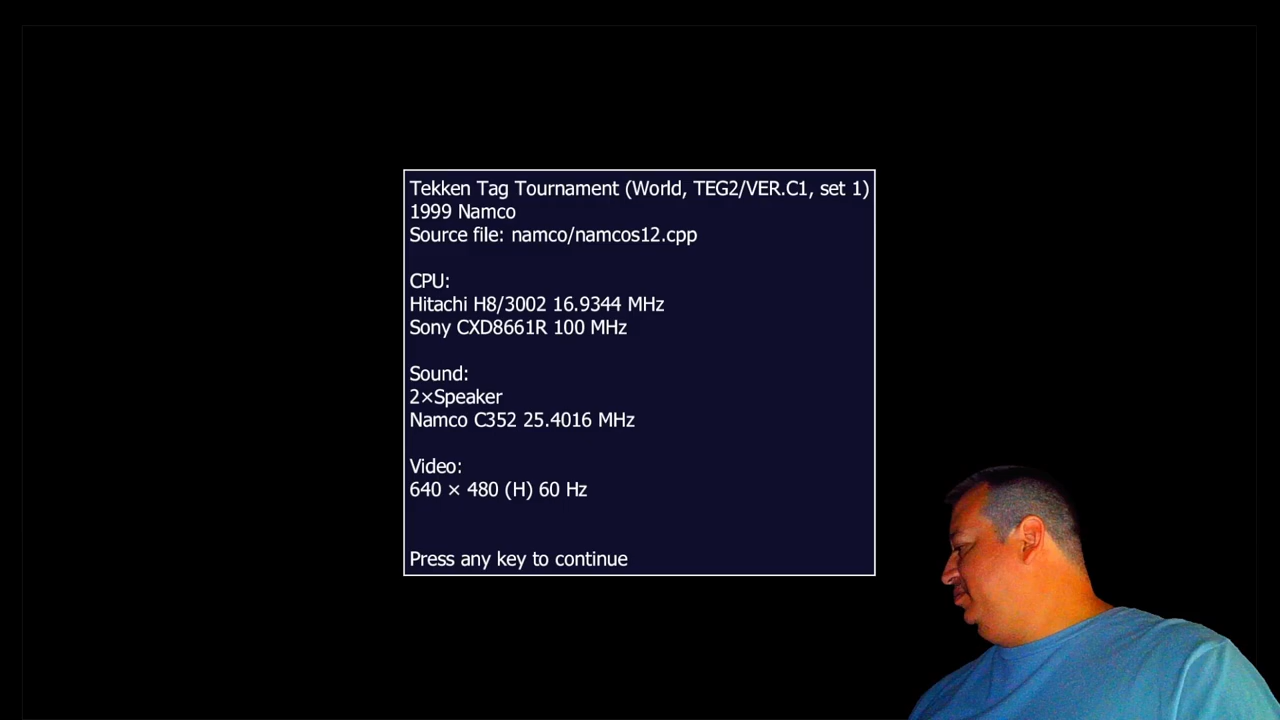 Tekken Tag Tournament (World, TEG2/VER.C1, set 1)
1999 Namco
Source file: namco/namcos12.cpp
CPU:
Hitachi H8/3002 16.9344 MHz
Sony CXD8661R 100 MHz
Sound:
2×Speaker
Namco C352 25.4016 MHz
Video:
640 × 480 (H) 60 Hz
Press any key to continue